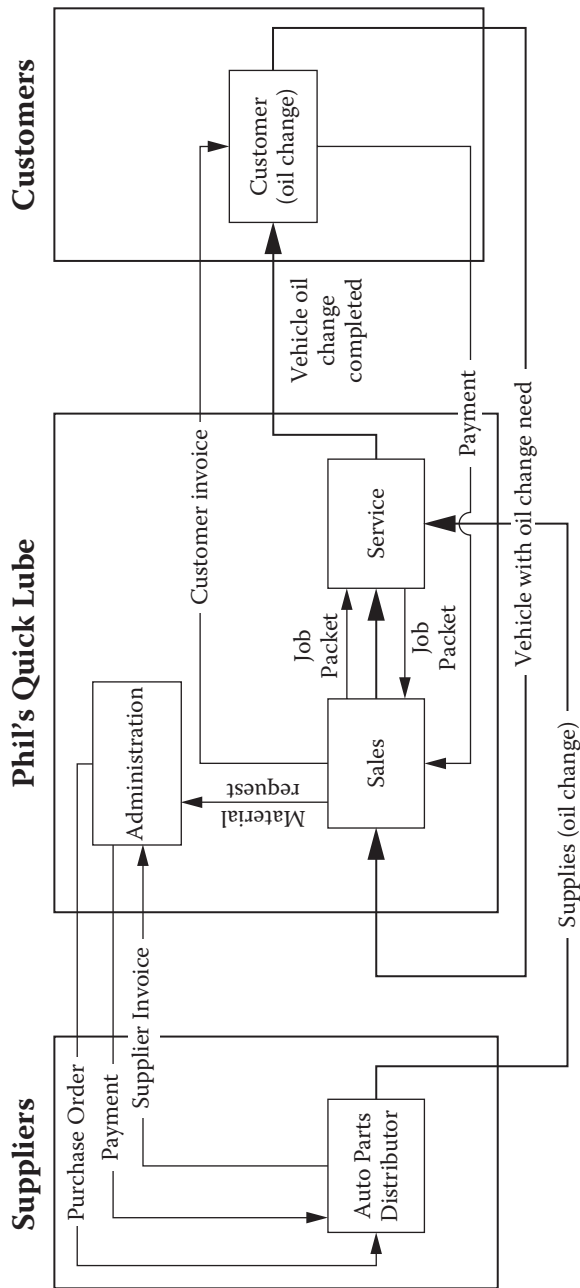 Suppliers
Phil's Quick Lube
Customers
Purchase Order
Payment
Supplier Invoice
Auto Parts
Distributor
Administration
Material
request
Customer invoice
Sales
Job
Packet
Job
Packet
Service
Vehicle oil
change
completed
Customer
(oil change)
Payment
Vehicle with oil change need
Supplies (oil change)